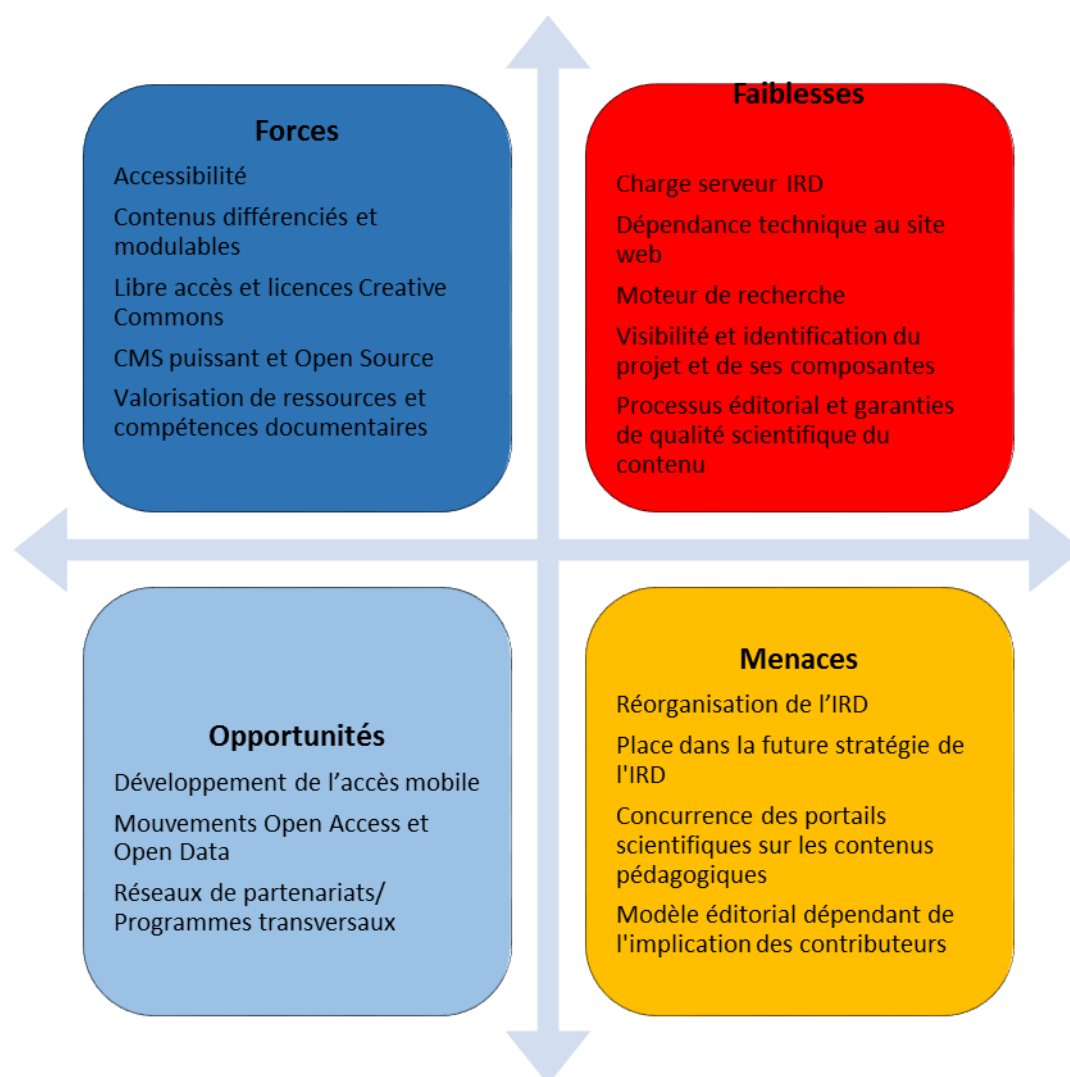 Forces
Accessibilité
Contenus différenciés et
modulables
Libre accès et licences Creative
Commons
CMS puissant et Open Source
Valorisation de ressources et
compétences documentaires
Faiblesses
Charge serveur IRD
Dépendance technique au site
web
Moteur de recherche
Visibilité et identification du
projet et de ses composantes
Processus éditorial et garanties
de qualité scientifique du
contenu
Opportunités
Développement de l’accès mobile
Mouvements Open Access et
Open Data
Réseaux de partenariats/
Programmes transversaux
Menaces
Réorganisation de l’IRD
Place dans la future stratégie de
l'IRD
Concurrence des portails
scientifiques sur les contenus
pédagogiques
Modèle éditorial dépendant de
l'implication des contributeurs